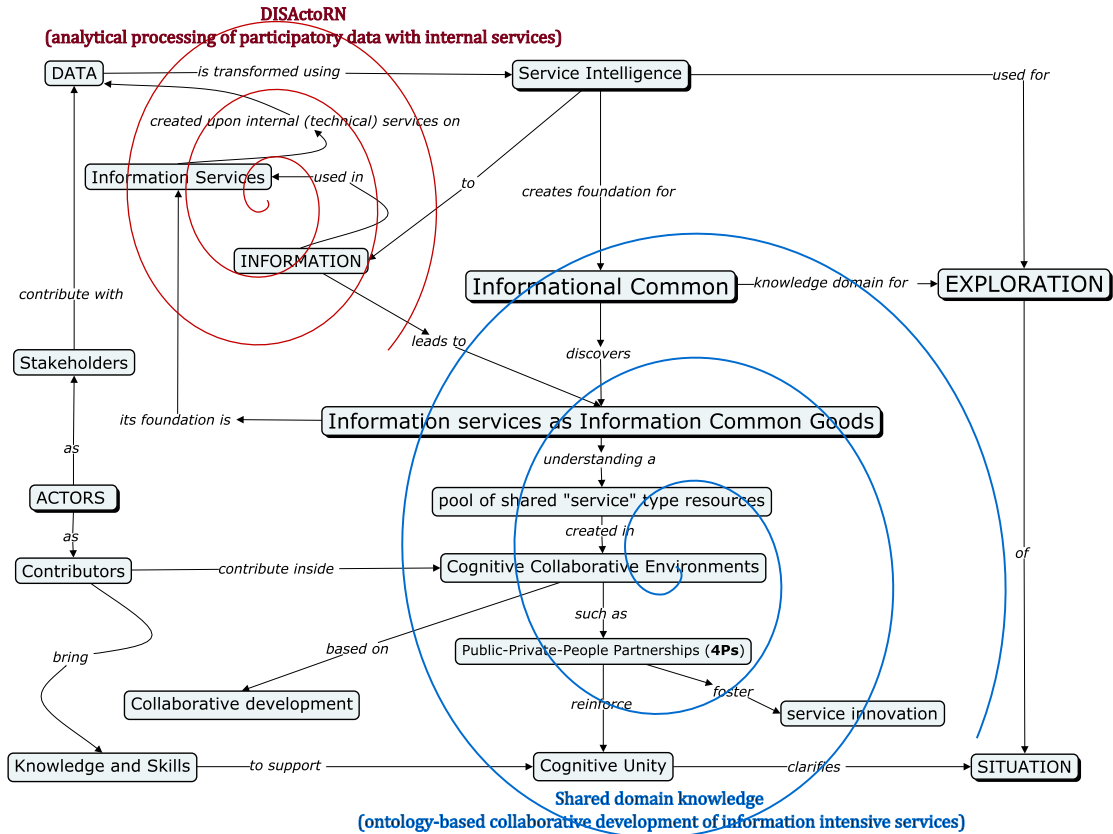 DISActoRN
(analytical processing of participatory data with internal services)
DATA
is transformed using
Service Intelligence
used for
created upon internal (technical) services on
Information Services
used in
to
creates foundation for
INFORMATION
Informational Common
knowledge domain for
EXPLORATION
contribute with
leads to
discovers
Stakeholders
its foundation is
Information services as Information Common Goods
as
understanding a
ACTORS
pool of shared "service" type resources
as
created in
of
Contributors
contribute inside
Cognitive Collaborative Environments
such as
bring
based on
Public-Private-People Partnerships (4Ps)
foster
Collaborative development
reinforce
service innovation
Knowledge and Skills
to support
Cognitive Unity
clarifies
SITUATION
Shared domain knowledge
(ontology-based collaborative development of information intensive services)